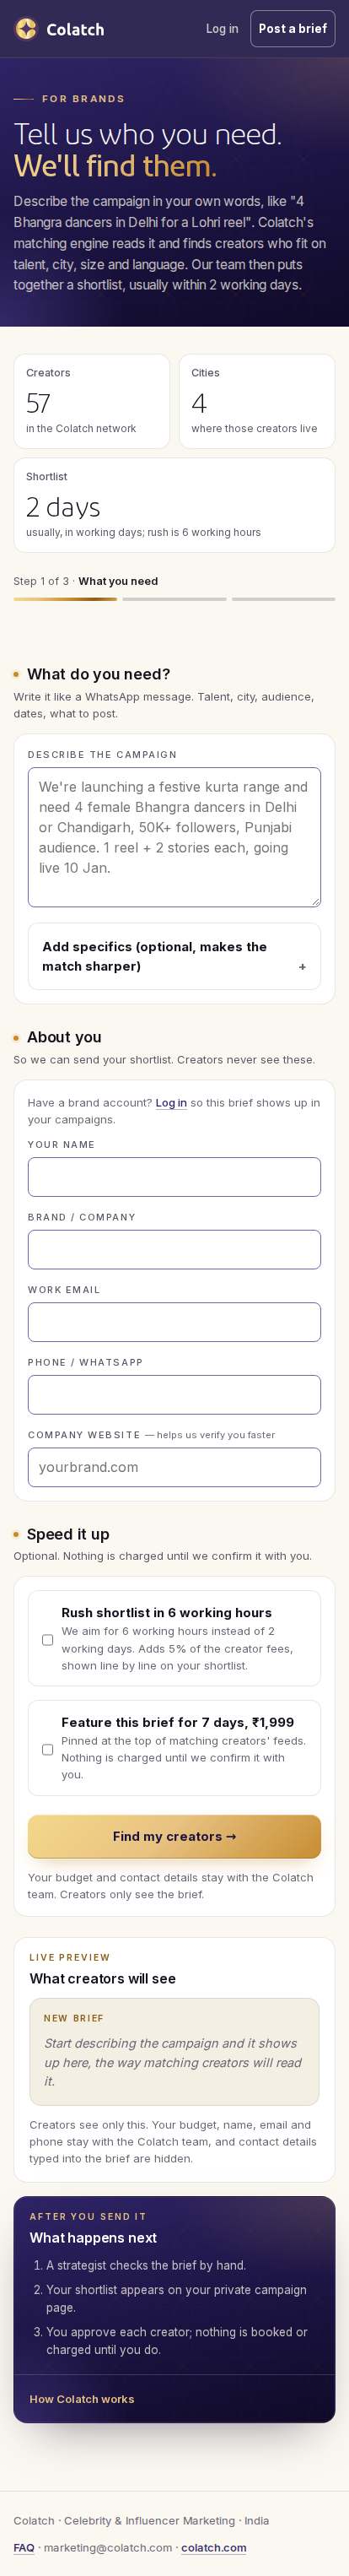 Colatch
Log in
Post a brief
FOR BRANDS
Tell us who you need.
We'll find them.
Describe the campaign in your own words, like "4
Bhangra dancers in Delhi for a Lohri reel". Colatch's
matching engine reads it and finds creators who fit on
talent, city, size and language. Our team then puts
together a shortlist, usually within 2 working days.
Creators
57
in the Colatch network
Cities
4
where those creators live
Shortlist
2 days
usually, in working days; rush is 6 working hours
Step 1 of 3 · What you need
What do you need?
Write it like a WhatsApp message. Talent, city, audience,
dates, what to post.
DESCRIBE THE CAMPAIGN
We're launching a festive kurta range and
need 4 female Bhangra dancers in Delhi
or Chandigarh, 50K+ followers, Punjabi
audience. 1 reel + 2 stories each, going
live 10 Jan.
Add specifics (optional, makes the
match sharper)
+
About you
So we can send your shortlist. Creators never see these.
Have a brand account? Log in so this brief shows up in
your campaigns.
YOUR NAME
BRAND / COMPANY
WORK EMAIL
PHONE / WHATSAPP
COMPANY WEBSITE — helps us verify you faster
yourbrand.com
Speed it up
Optional. Nothing is charged until we confirm it with you.
Rush shortlist in 6 working hours
We aim for 6 working hours instead of 2
working days. Adds 5% of the creator fees,
shown line by line on your shortlist.
Feature this brief for 7 days, ₹1,999
Pinned at the top of matching creators' feeds.
Nothing is charged until we confirm it with
you.
Find my creators →
Your budget and contact details stay with the Colatch
team. Creators only see the brief.
LIVE PREVIEW
What creators will see
NEW BRIEF
Start describing the campaign and it shows
up here, the way matching creators will read
it.
Creators see only this. Your budget, name, email and
phone stay with the Colatch team, and contact details
typed into the brief are hidden.
AFTER YOU SEND IT
What happens next
1. A strategist checks the brief by hand.
2. Your shortlist appears on your private campaign
page.
3. You approve each creator; nothing is booked or
charged until you do.
How Colatch works
Colatch · Celebrity & Influencer Marketing · India
FAQ · marketing@colatch.com · colatch.com